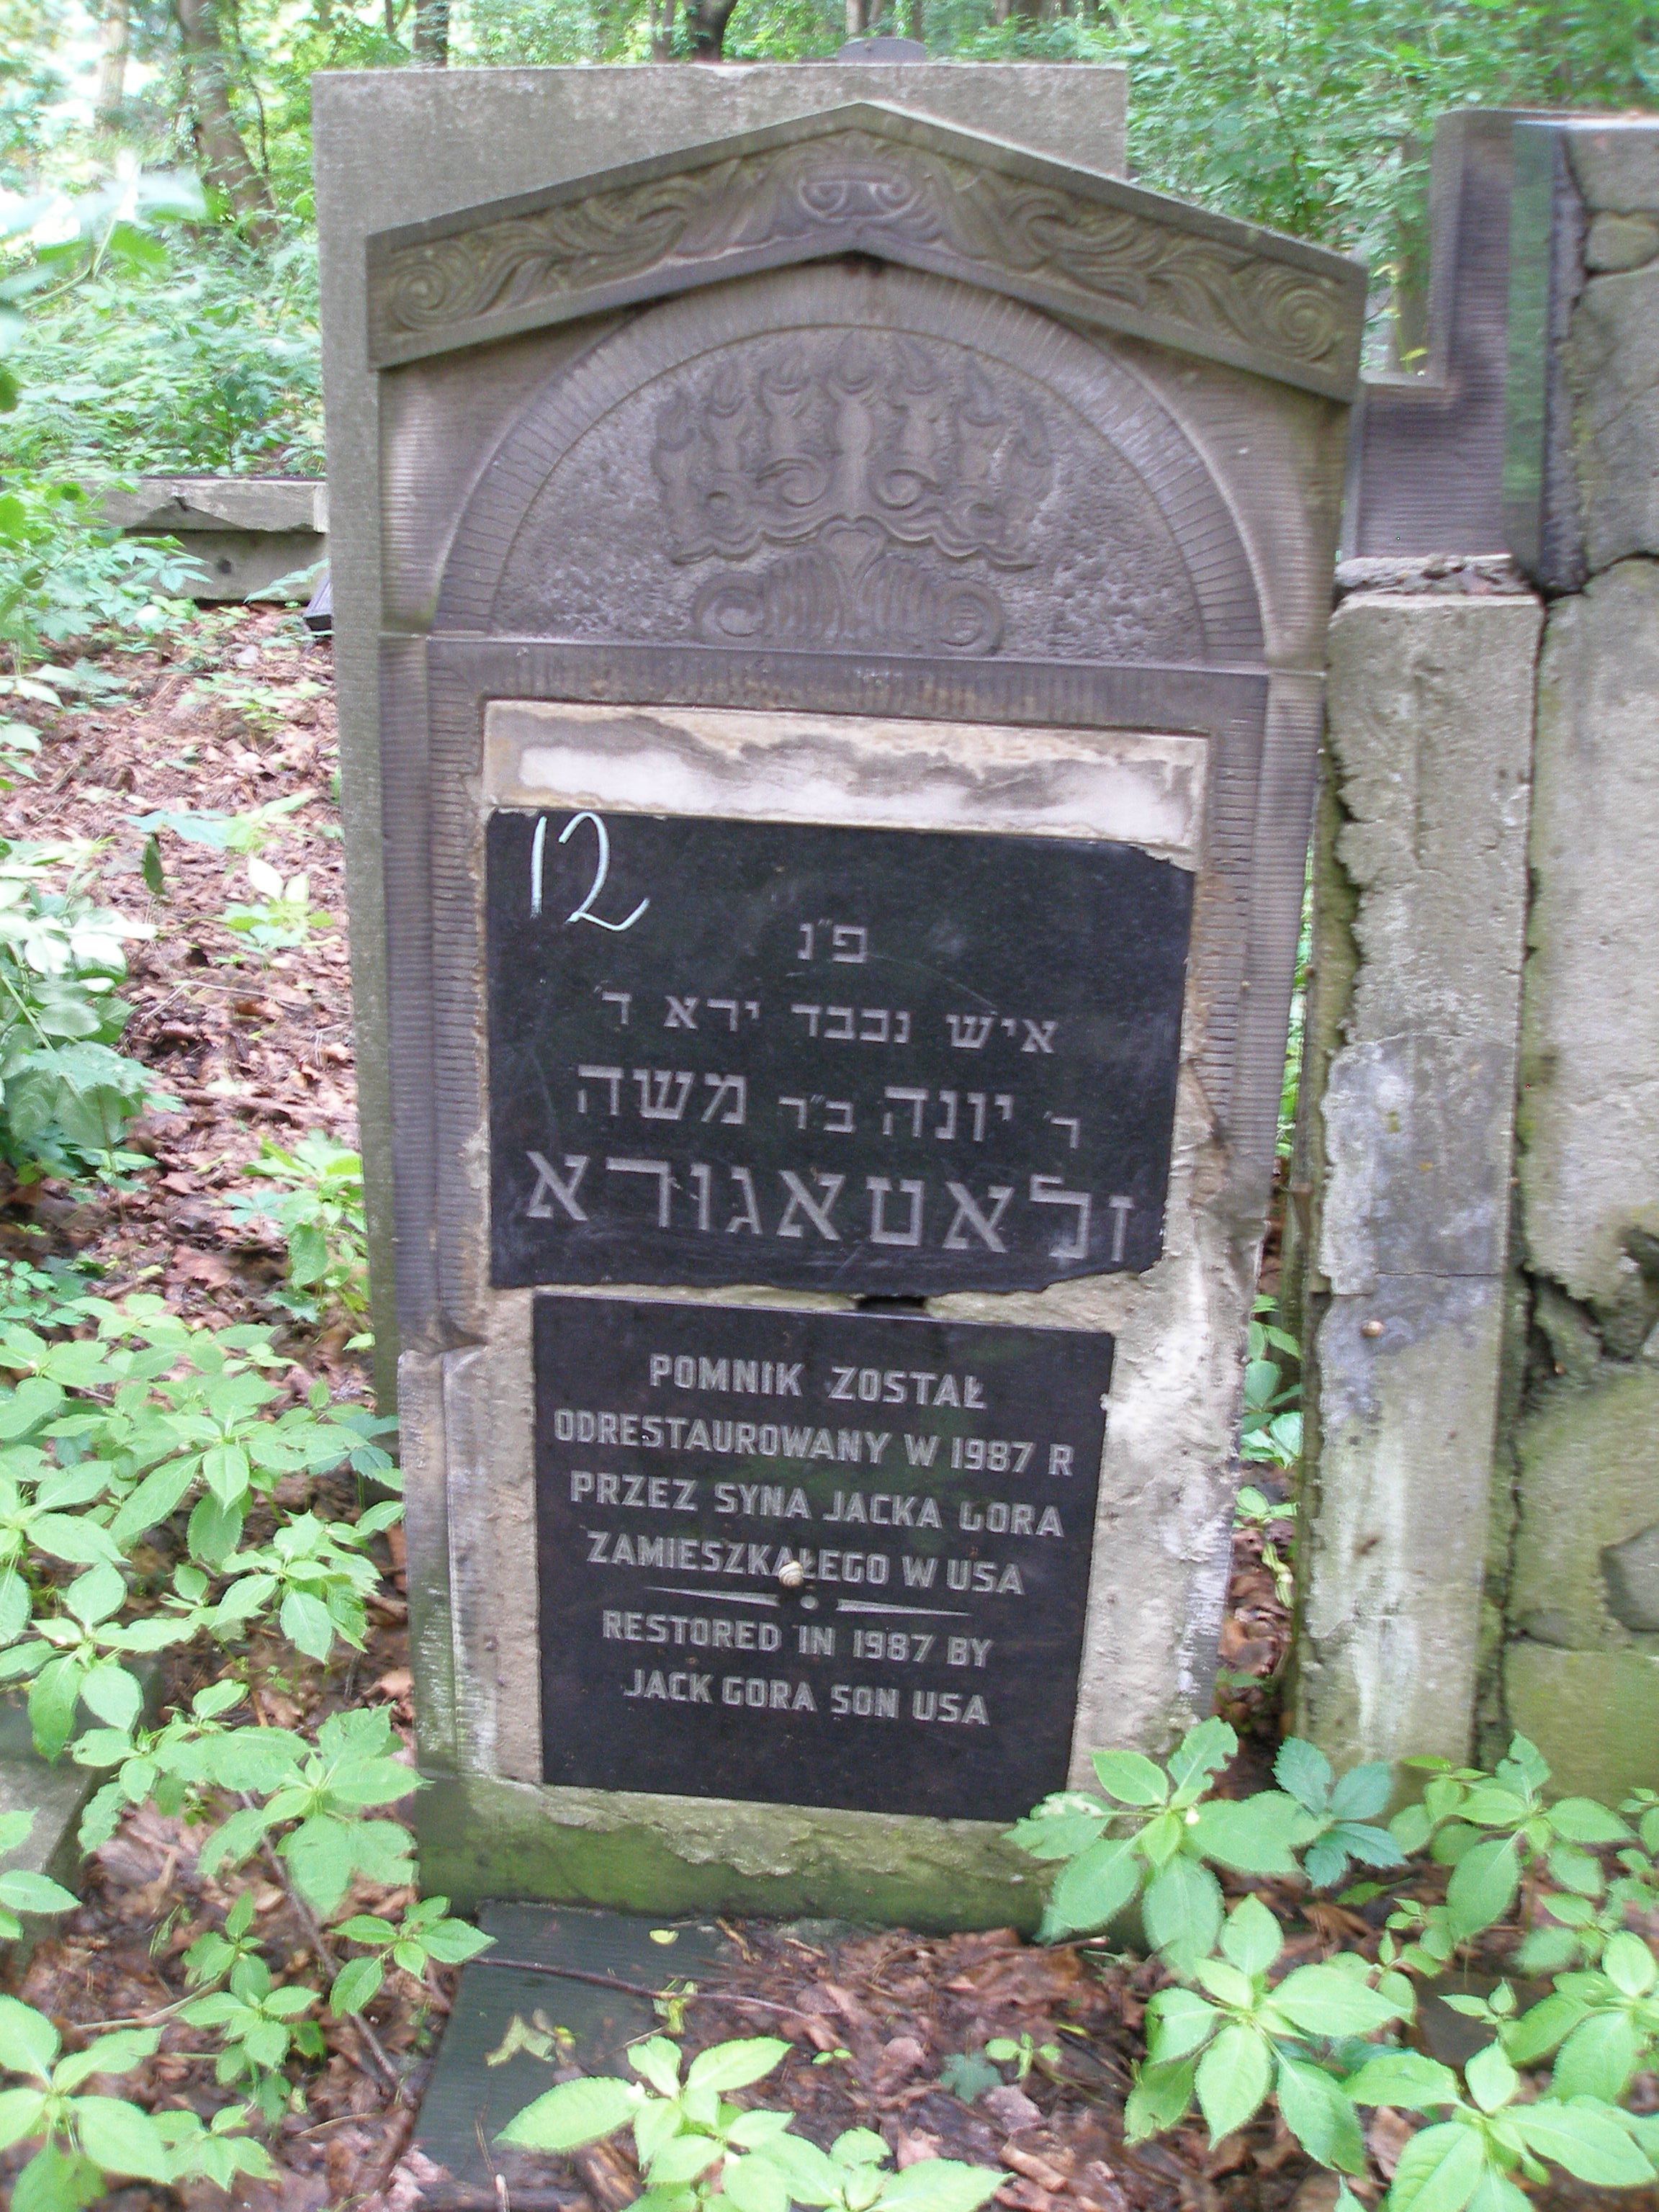 12
פ״נ
איש נכבד ירא ד
ר׳ יונה ב״ר משה
זלאטאגורא
POMNIK ZOSTAŁ
ODRESTAUROWANY W 1987 R
PRZEZ SYNA JACKA GORA
ZAMIESZKAŁEGO W USA
RESTORED IN 1987 BY
JACK GORA SON USA